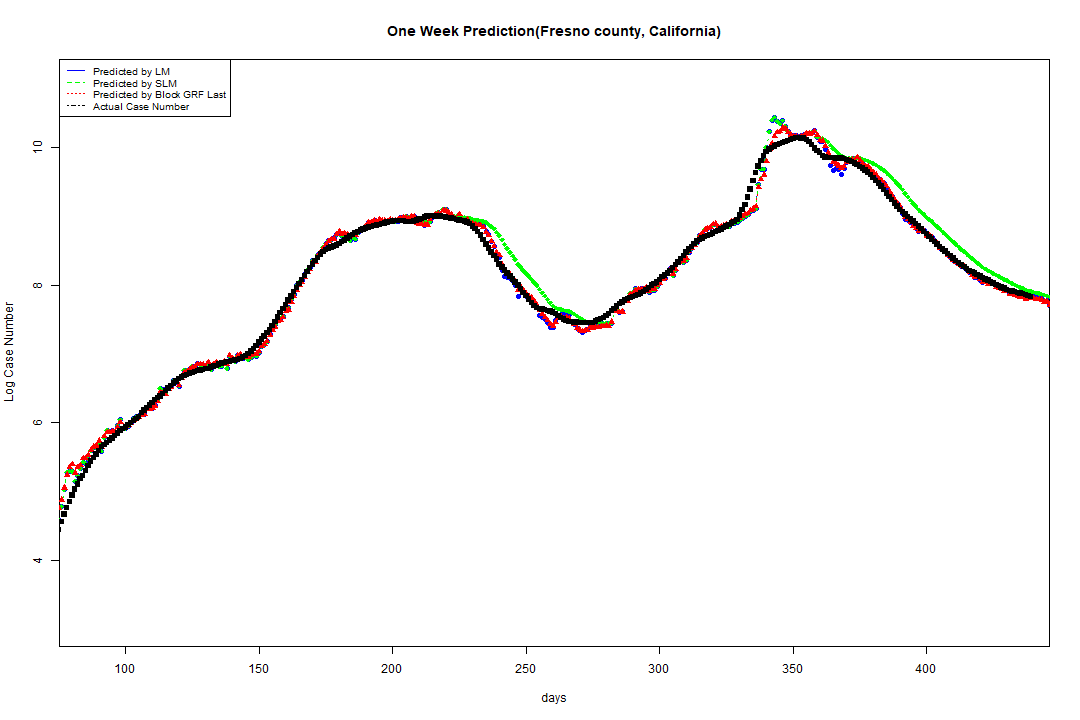 One Week Prediction(Fresno county, California)
Predicted by LM
Predicted by SLM
Predicted by Block GRF Last
Actual Case Number
Log Case Number
10
8
6
4
100 150 200 250 300 350 400
days